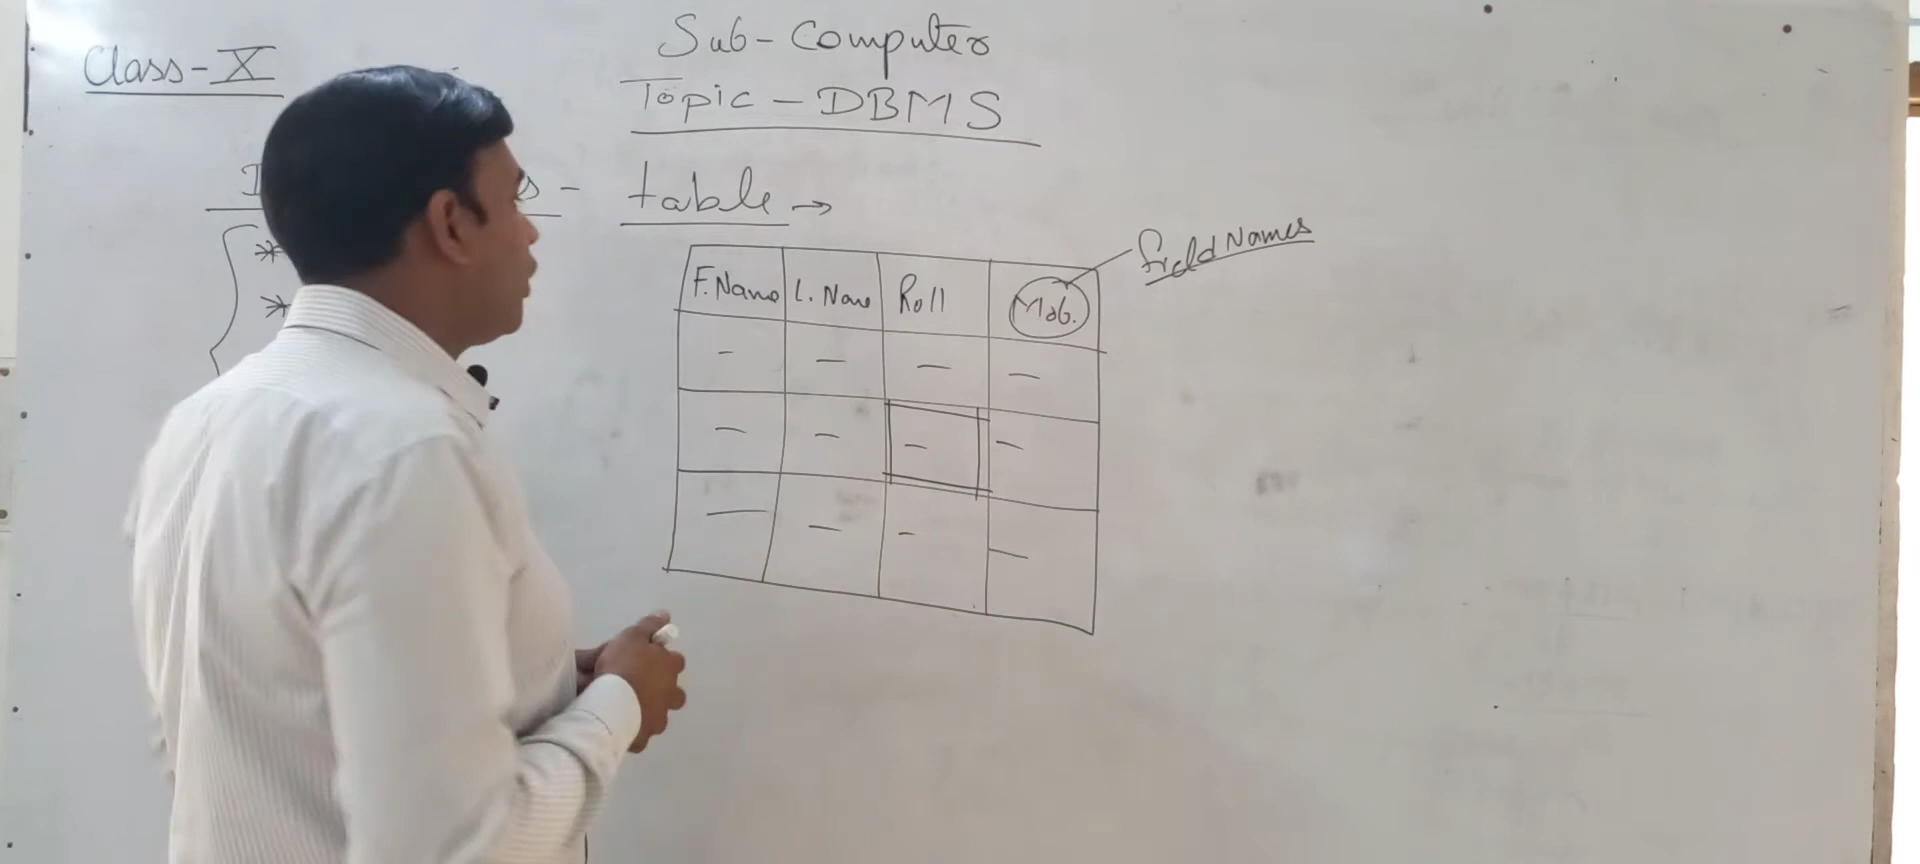 Class-X
Sub-Computer
Topic - DBMS
table →
Field Names
F.Name L. Name Roll Mob.